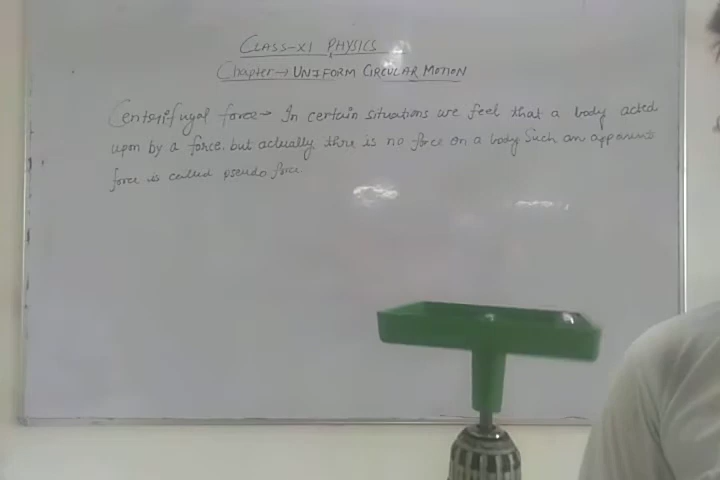 CLASS-XI PHYSICS
Chapter→ UNIFORM CIRCULAR MOTION
Centrifugal force→ In certain situations we feel that a body acted
upon by a force. but actually there is no force on a body Such an apparent
force is called pseudo force.